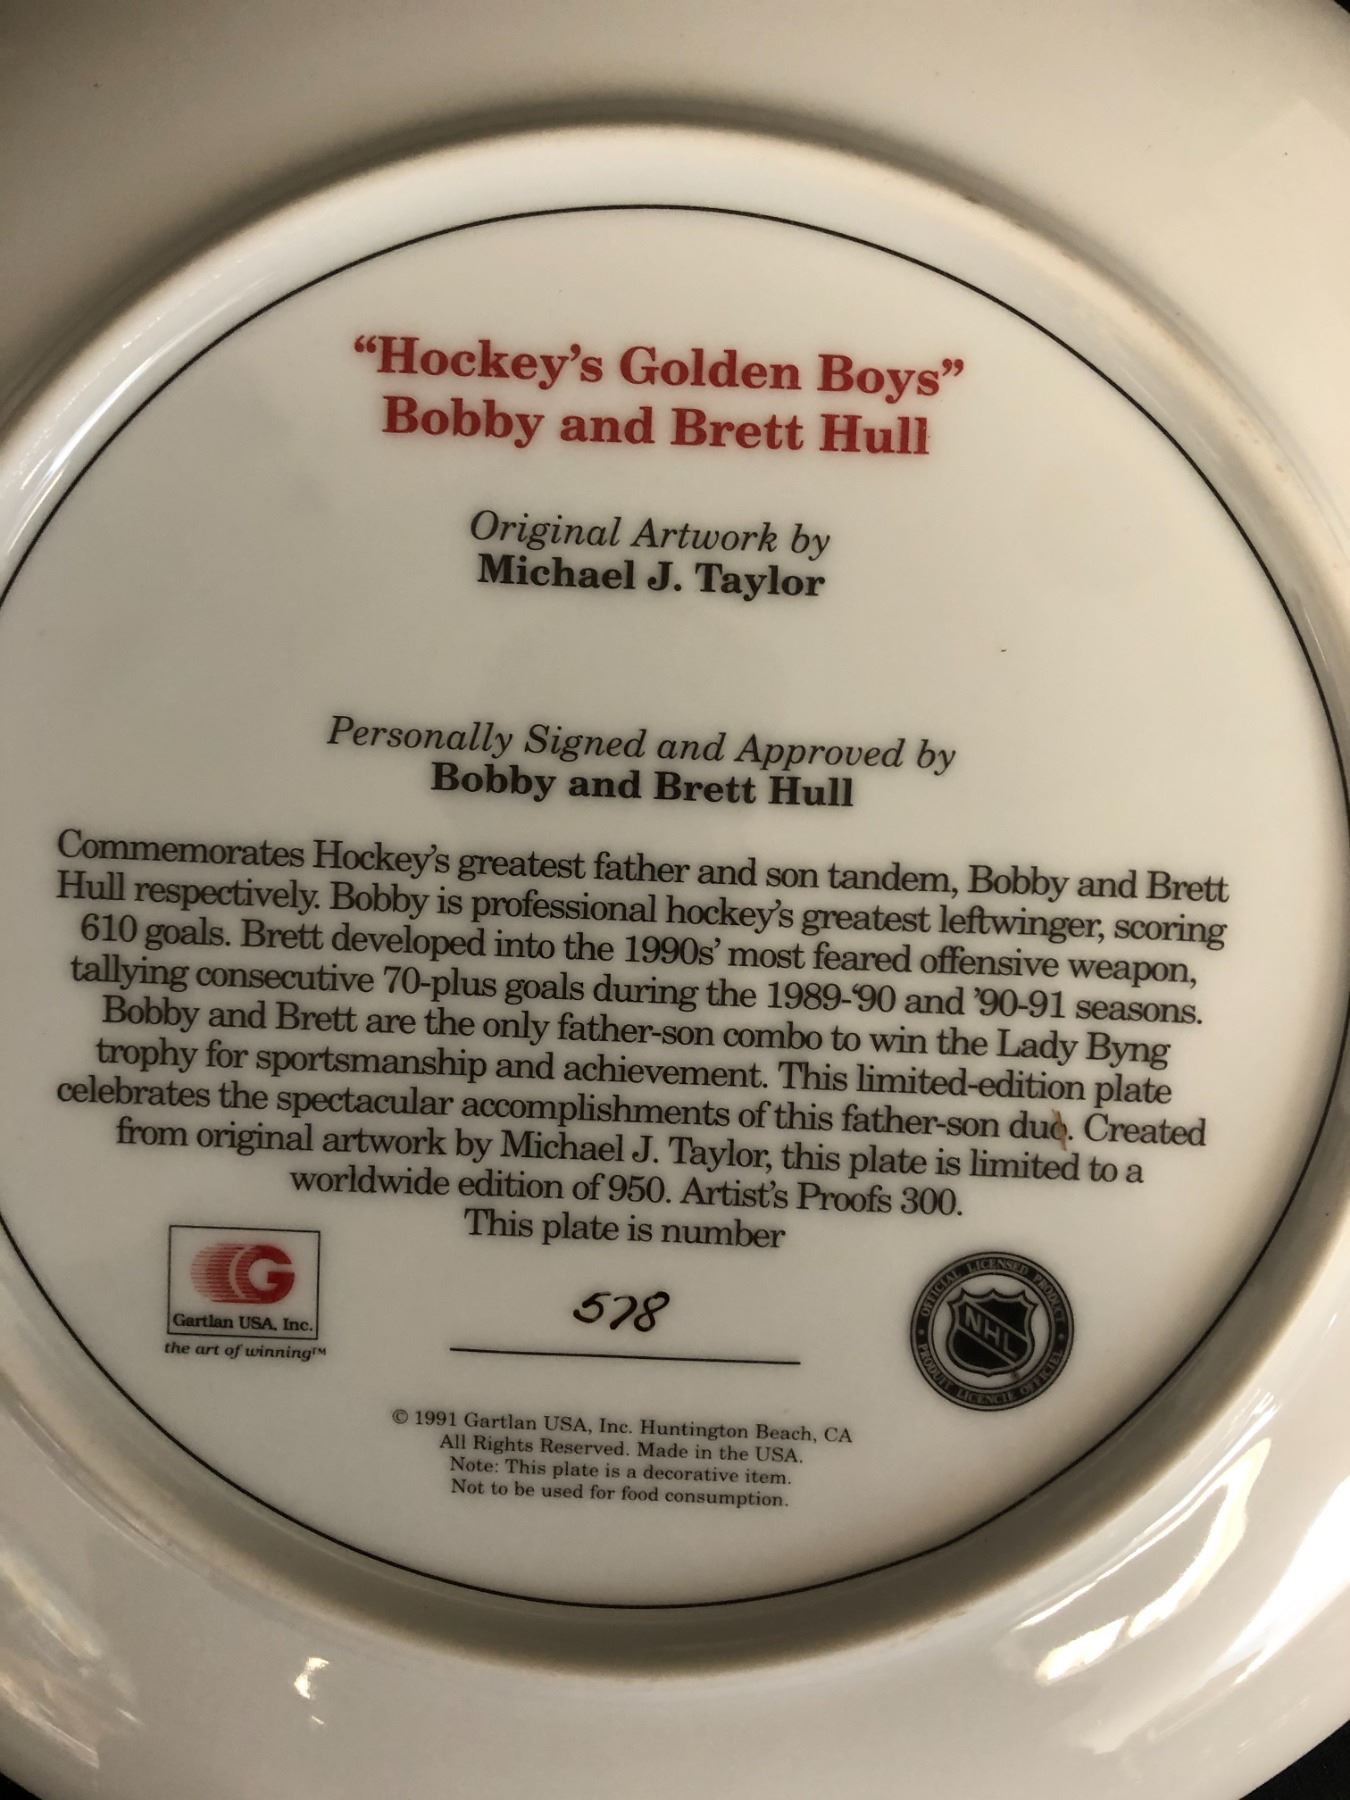 “Hockey’s Golden Boys”
Bobby and Brett Hull
Original Artwork by
Michael J. Taylor
Personally Signed and Approved by
Bobby and Brett Hull
Commemorates Hockey’s greatest father and son tandem, Bobby and Brett
Hull respectively. Bobby is professional hockey’s greatest leftwinger, scoring
610 goals. Brett developed into the 1990s’ most feared offensive weapon,
tallying consecutive 70-plus goals during the 1989-‘90 and ’90-91 seasons.
Bobby and Brett are the only father-son combo to win the Lady Byng
trophy for sportsmanship and achievement. This limited-edition plate
celebrates the spectacular accomplishments of this father-son duo. Created
from original artwork by Michael J. Taylor, this plate is limited to a
worldwide edition of 950. Artist’s Proofs 300.
This plate is number
578
G
Gartlan USA, Inc.
the art of winning™
OFFICIAL LICENSED PRODUCT
NHL
PRODUIT LICENCIE OFFICIEL
© 1991 Gartlan USA, Inc. Huntington Beach, CA
All Rights Reserved. Made in the USA.
Note: This plate is a decorative item.
Not to be used for food consumption.